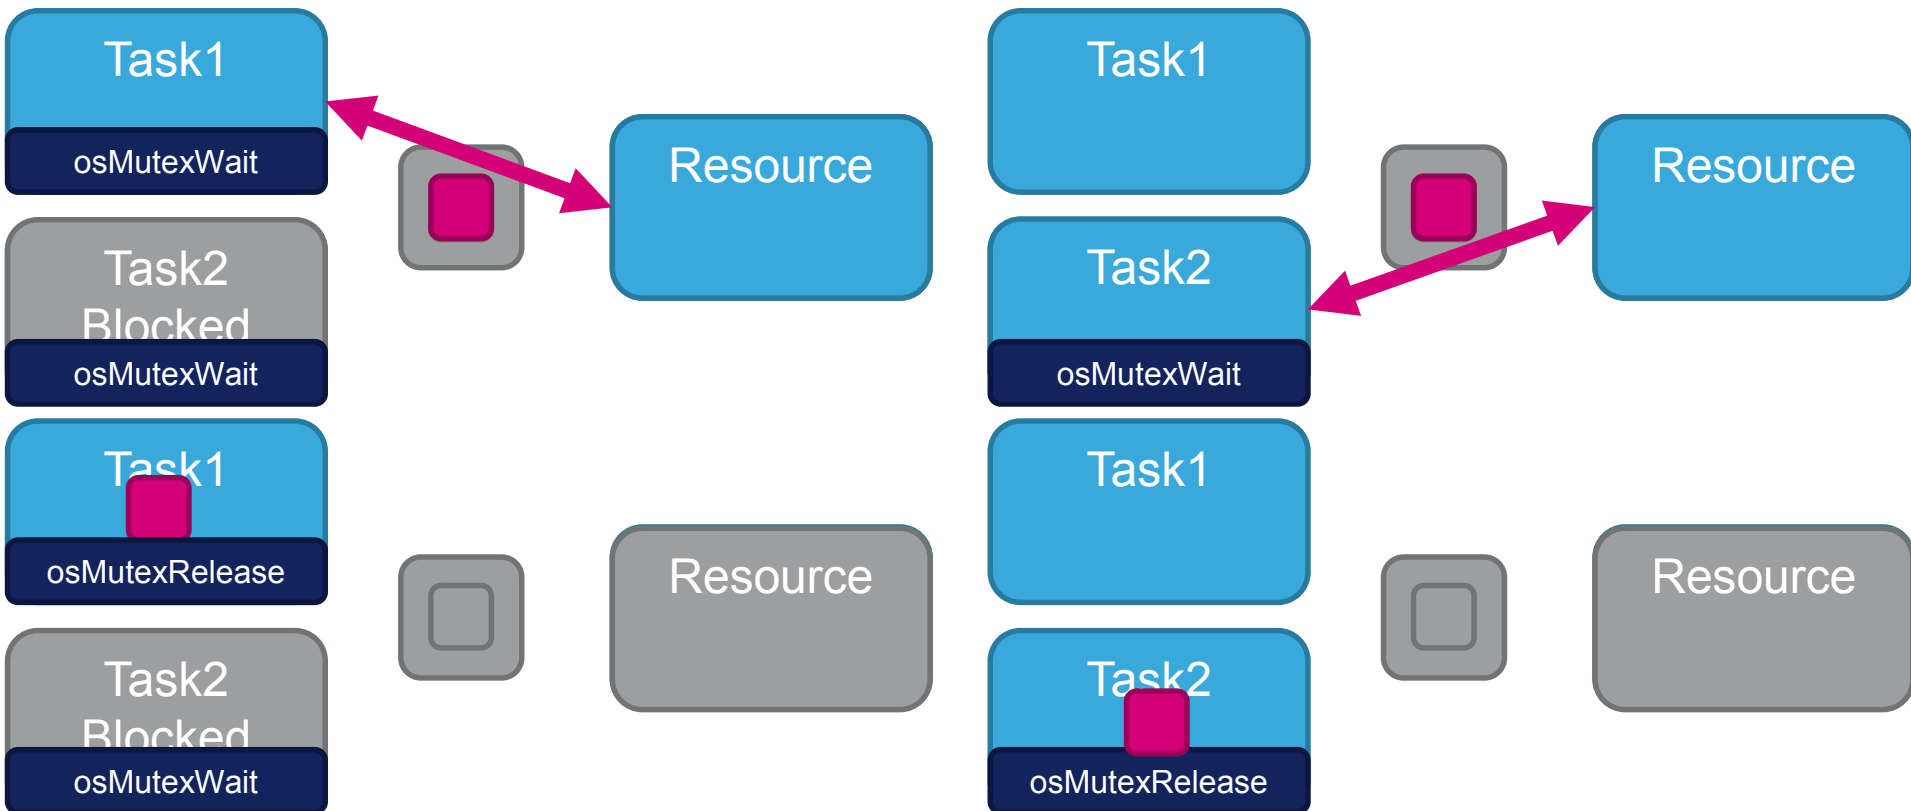 Task1
osMutexWait
Resource
Task2
Blocked
osMutexWait
Task1
osMutexRelease
Resource
Task2
Blocked
osMutexWait
Task1
Resource
Task2
osMutexWait
Task1
Resource
Task2
osMutexRelease